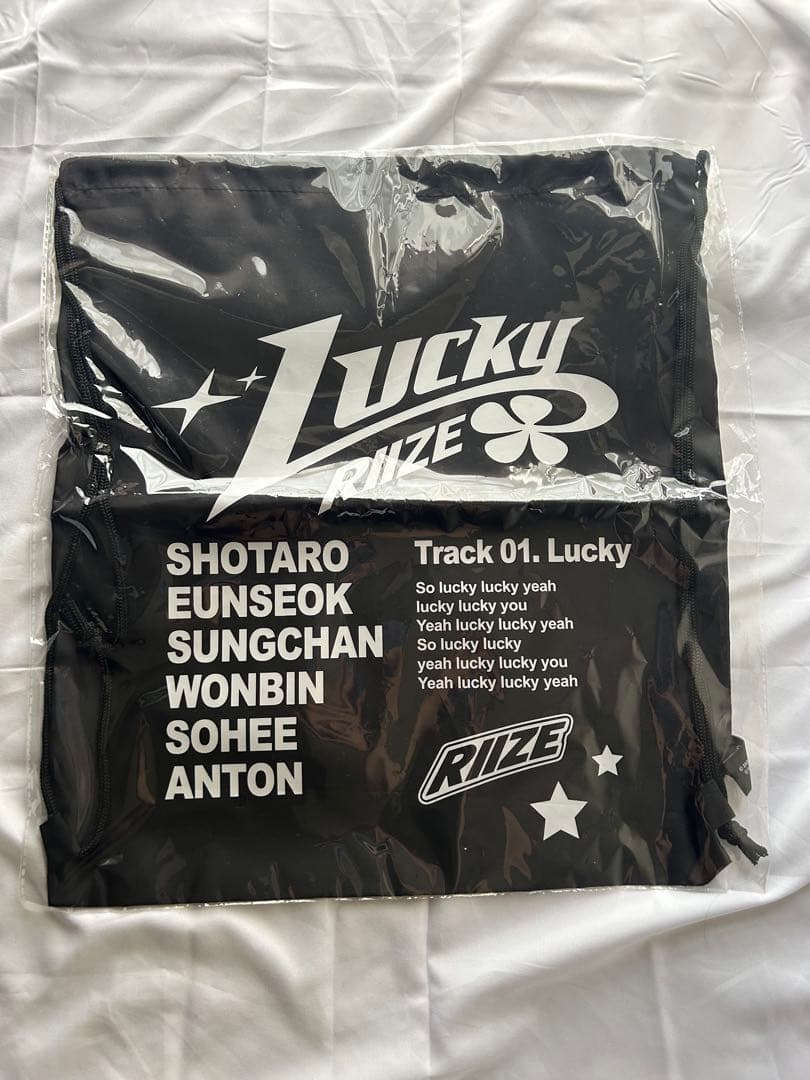 Lucky
RIIZE
SHOTARO
EUNSEOK
SUNGCHAN
WONBIN
SOHEE
ANTON
Track 01. Lucky
So lucky lucky yeah
lucky lucky you
Yeah lucky lucky yeah
So lucky lucky
yeah lucky lucky you
Yeah lucky lucky yeah
RIIZE